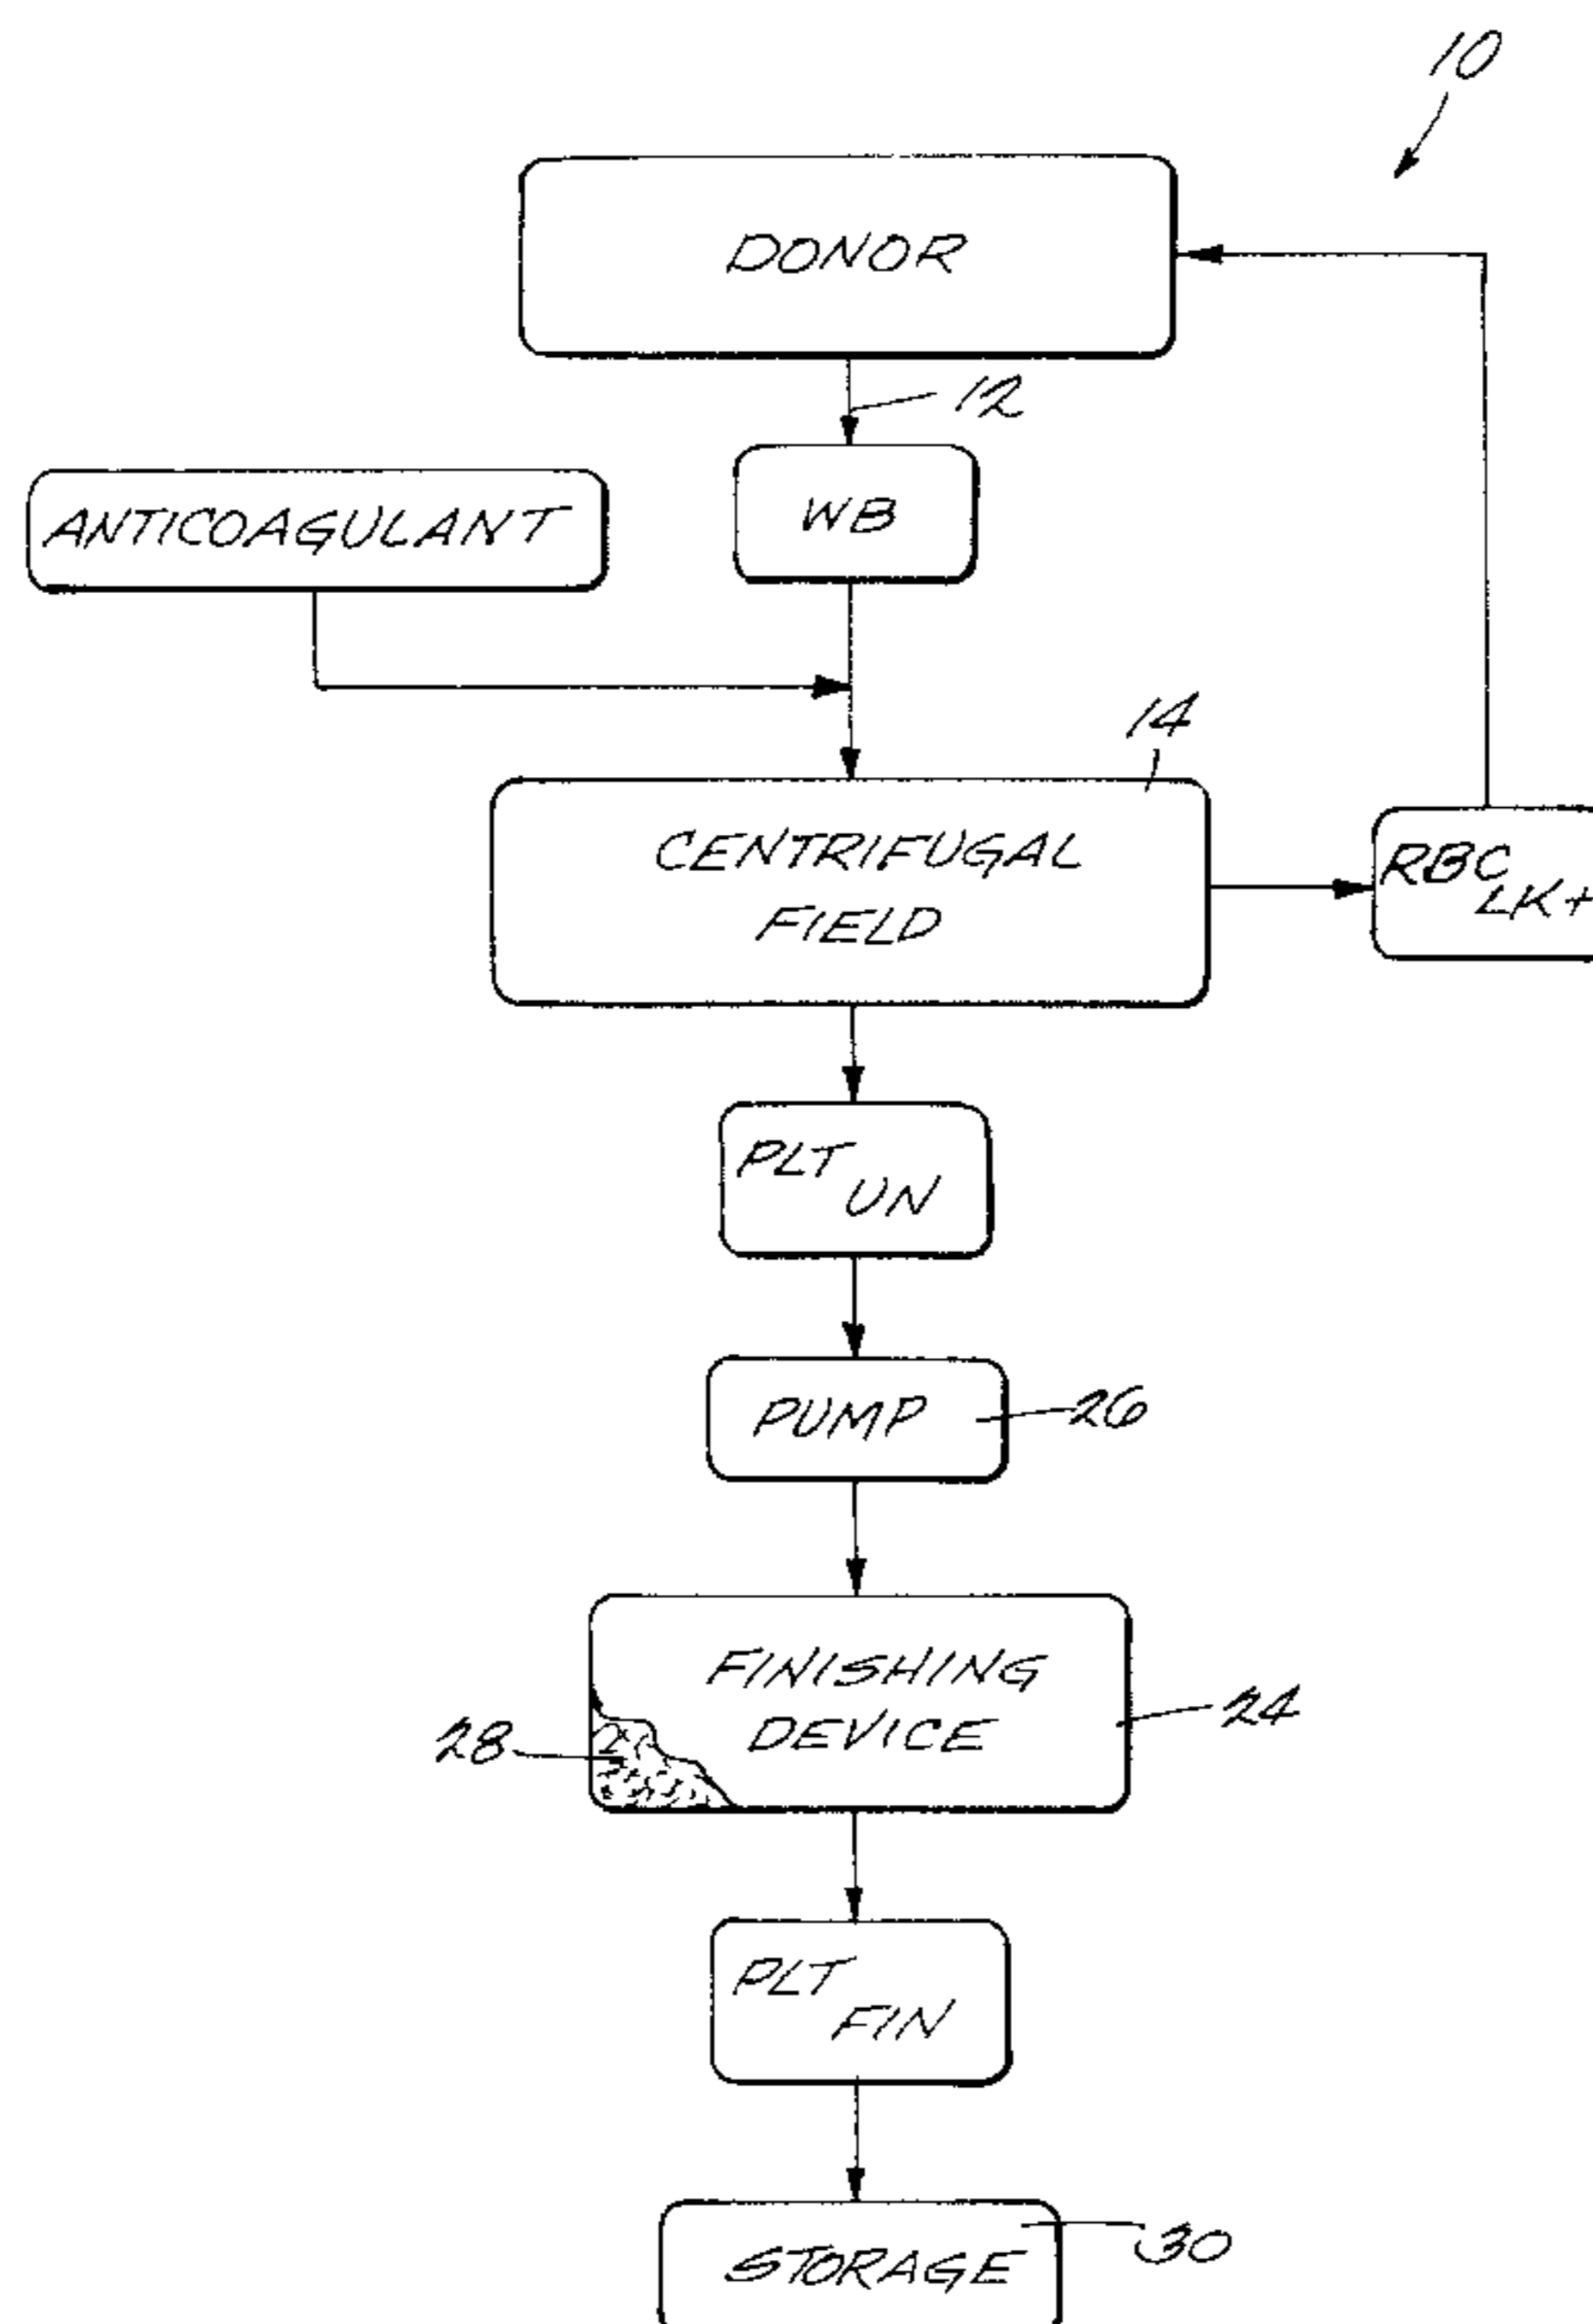 10
DONOR
12
ANTICOAGULANT
WB
14
CENTRIFUGAL
FIELD
RBC LK+
PLT UN
PUMP
26
FINISHING
DEVICE
24
28
PLT FIN
STORAGE
30